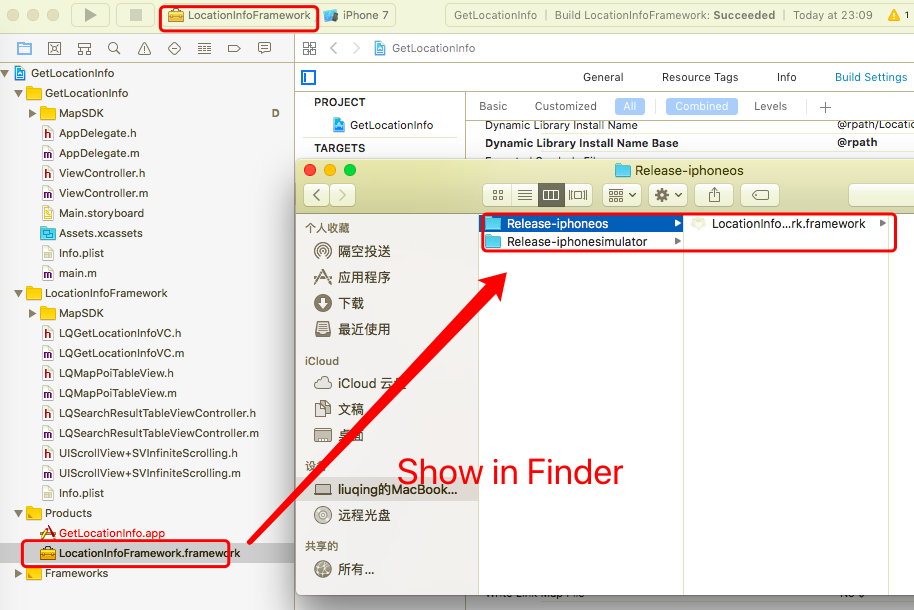 LocationInfoFramework
iPhone 7
GetLocationInfo
Build LocationInfoFramework: Succeeded
Today at 23:09
1
GetLocationInfo
GetLocationInfo
General
Resource Tags
Info
Build Settings
PROJECT
GetLocationInfo
TARGETS
Basic
Customized
All
Combined
Levels
Dynamic Library Install Name
@rpath/Locatio
Dynamic Library Install Name Base
@rpath
GetLocationInfo
MapSDK
D
h AppDelegate.h
m AppDelegate.m
h ViewController.h
m ViewController.m
Main.storyboard
Assets.xcassets
Info.plist
m main.m
LocationInfoFramework
MapSDK
h LQGetLocationInfoVC.h
m LQGetLocationInfoVC.m
h LQMapPoiTableView.h
m LQMapPoiTableView.m
h LQSearchResultTableViewController.h
m LQSearchResultTableViewController.m
h UIScrollView+SVInfiniteScrolling.h
m UIScrollView+SVInfiniteScrolling.m
Info.plist
Products
GetLocationInfo.app
LocationInfoFramework.framework
Frameworks
Release-iphoneos
个人收藏
隔空投送
应用程序
下载
最近使用
iCloud
iCloud 云
文稿
桌面
设
liuqing的MacBook...
远程光盘
共享的
所有...
Release-iphoneos
Release-iphonesimulator
LocationInfo...rk.framework
Show in Finder